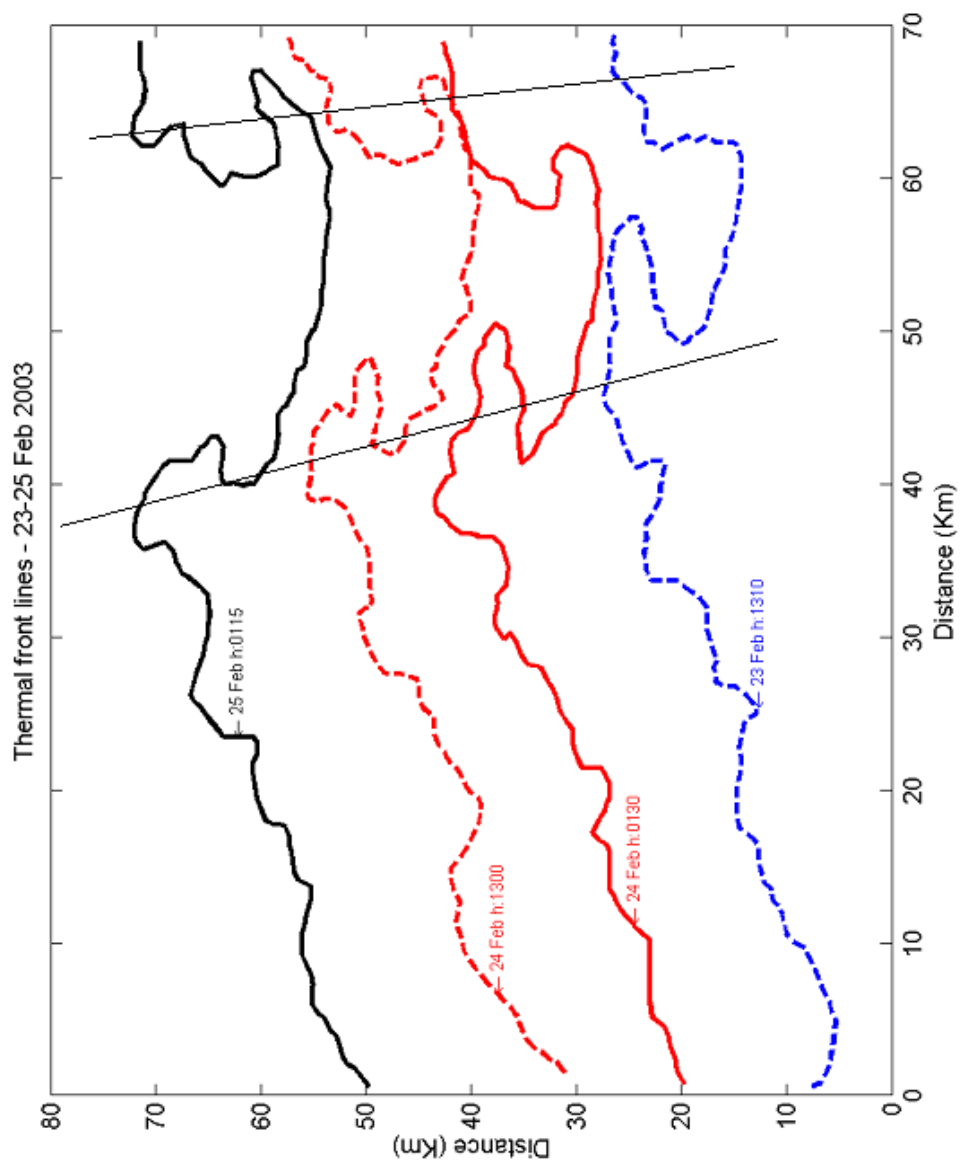 Thermal front lines - 23-25 Feb 2003
Distance (Km)
80
70
60
50
40
30
20
10
0
0
10
20
30
40
50
60
70
Distance (Km)
← 25 Feb h:0115
← 24 Feb h:1300
← 24 Feb h:0130
← 23 Feb h:1310